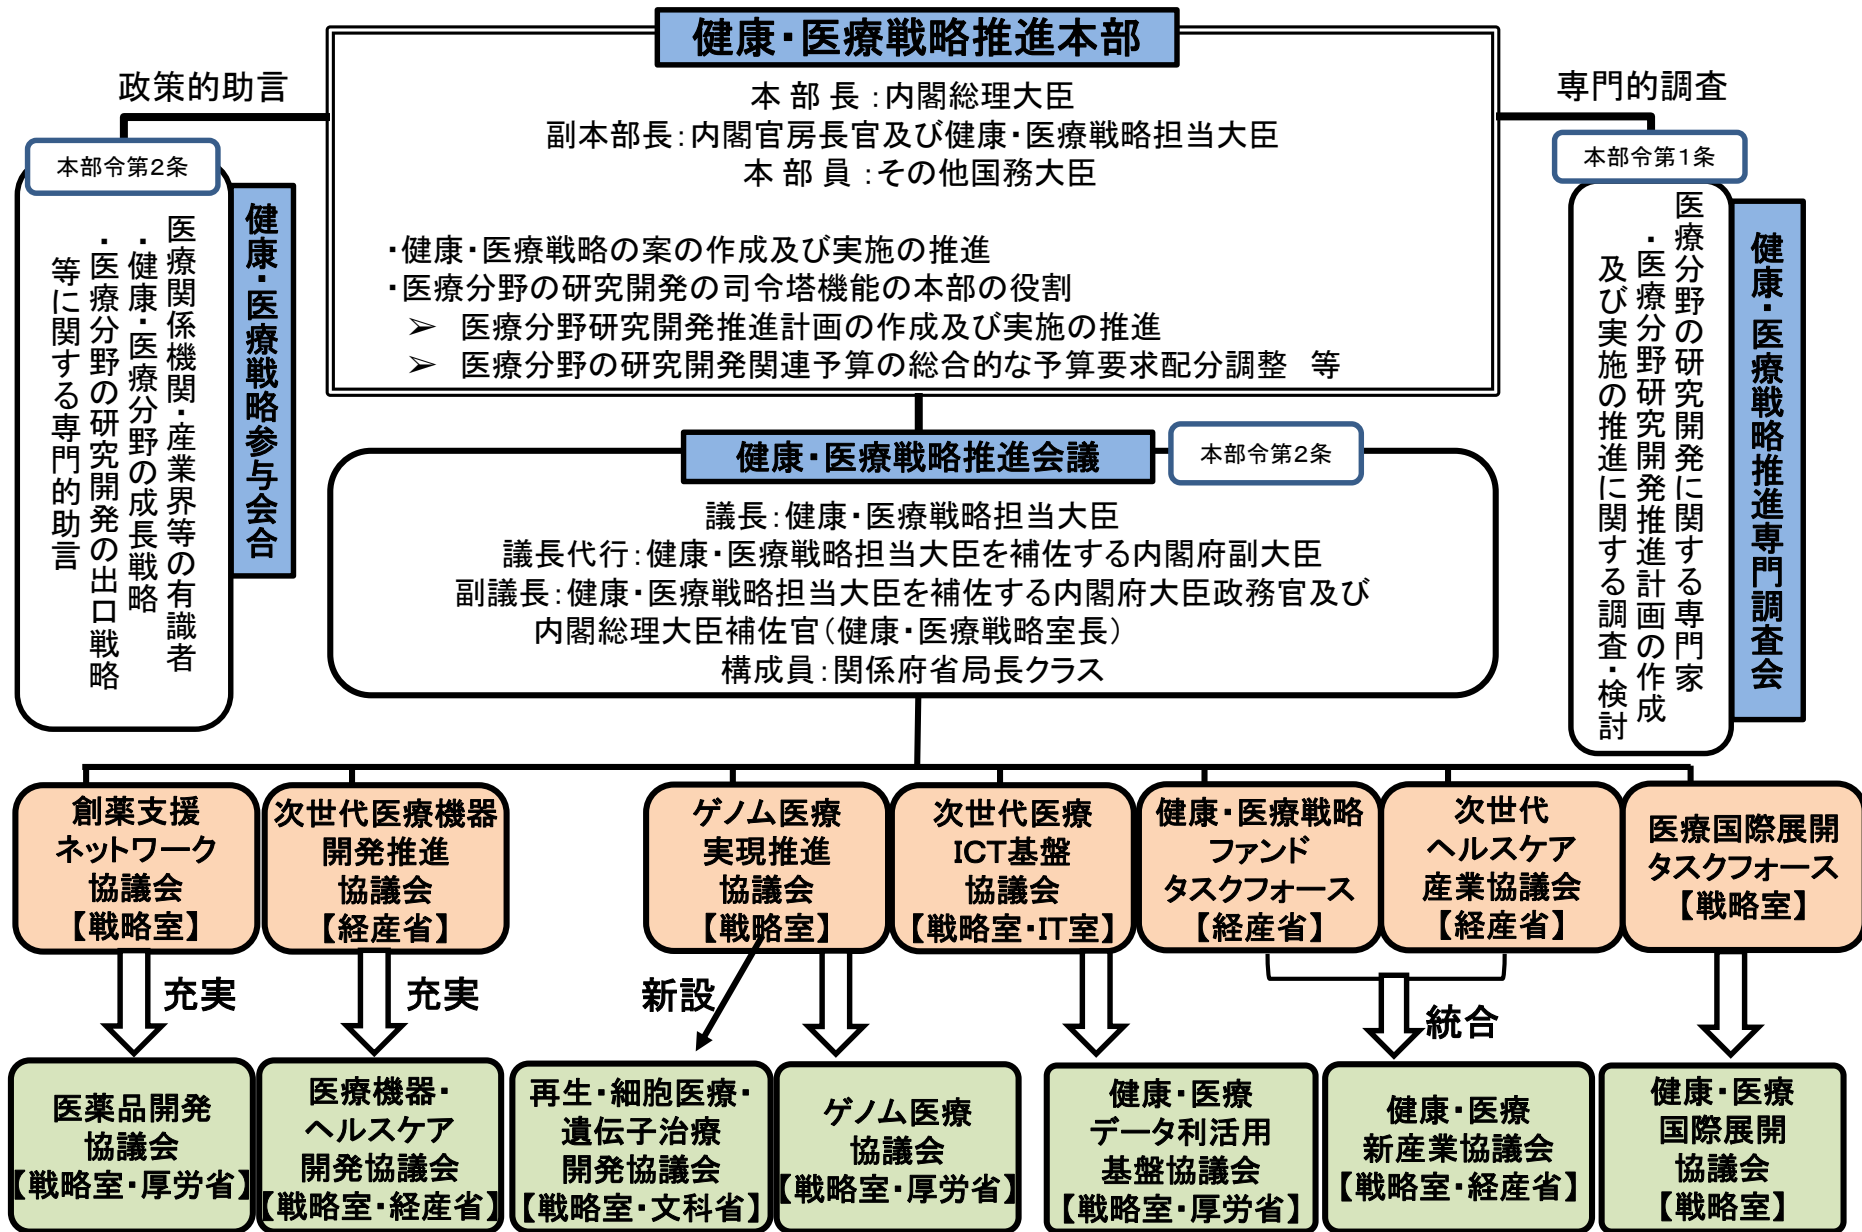 健康・医療戦略推進本部
本 部 長 ：内閣総理大臣
副本部長：内閣官房長官及び健康・医療戦略担当大臣
本 部 員 ：その他国務大臣
・健康・医療戦略の案の作成及び実施の推進
・医療分野の研究開発の司令塔機能の本部の役割
➢ 医療分野研究開発推進計画の作成及び実施の推進
➢ 医療分野の研究開発関連予算の総合的な予算要求配分調整　等
政策的助言
本部令第2条
健康・医療戦略参与会合
医療関係機関・産業界等の有識者
・健康・医療分野の成長戦略
・医療分野の研究開発の出口戦略
等に関する専門的助言
専門的調査
本部令第1条
健康・医療戦略推進専門調査会
医療分野の研究開発に関する専門家
・医療分野研究開発推進計画の作成
及び実施の推進に関する調査・検討
健康・医療戦略推進会議
本部令第2条
議長：健康・医療戦略担当大臣
議長代行：健康・医療戦略担当大臣を補佐する内閣府副大臣
副議長：健康・医療戦略担当大臣を補佐する内閣府大臣政務官及び
内閣総理大臣補佐官（健康・医療戦略室長）
構成員：関係府省局長クラス
創薬支援
ネットワーク
協議会
【戦略室】
次世代医療機器
開発推進
協議会
【経産省】
ゲノム医療
実現推進
協議会
【戦略室】
次世代医療
ICT基盤
協議会
【戦略室・IT室】
健康・医療戦略
ファンド
タスクフォース
【経産省】
次世代
ヘルスケア
産業協議会
【経産省】
医療国際展開
タスクフォース
【戦略室】
充実
充実
新設
統合
医薬品開発
協議会
【戦略室・厚労省】
医療機器・
ヘルスケア
開発協議会
【戦略室・経産省】
再生・細胞医療・
遺伝子治療
開発協議会
【戦略室・文科省】
ゲノム医療
協議会
【戦略室・厚労省】
健康・医療
データ利活用
基盤協議会
【戦略室・厚労省】
健康・医療
新産業協議会
【戦略室・経産省】
健康・医療
国際展開
協議会
【戦略室】